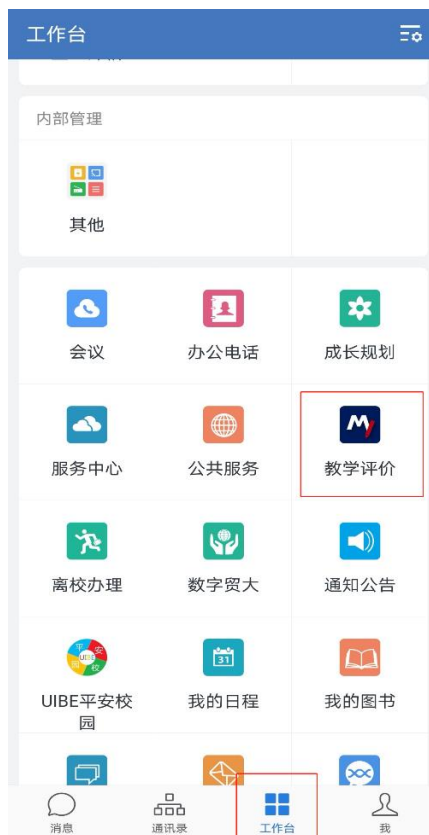 工作台
内部管理
其他
会议
办公电话
成长规划
服务中心
公共服务
教学评价
离校办理
数字贸大
通知公告
31
UIBE平安校
园
我的日程
我的图书
消息
通讯录
工作台
我